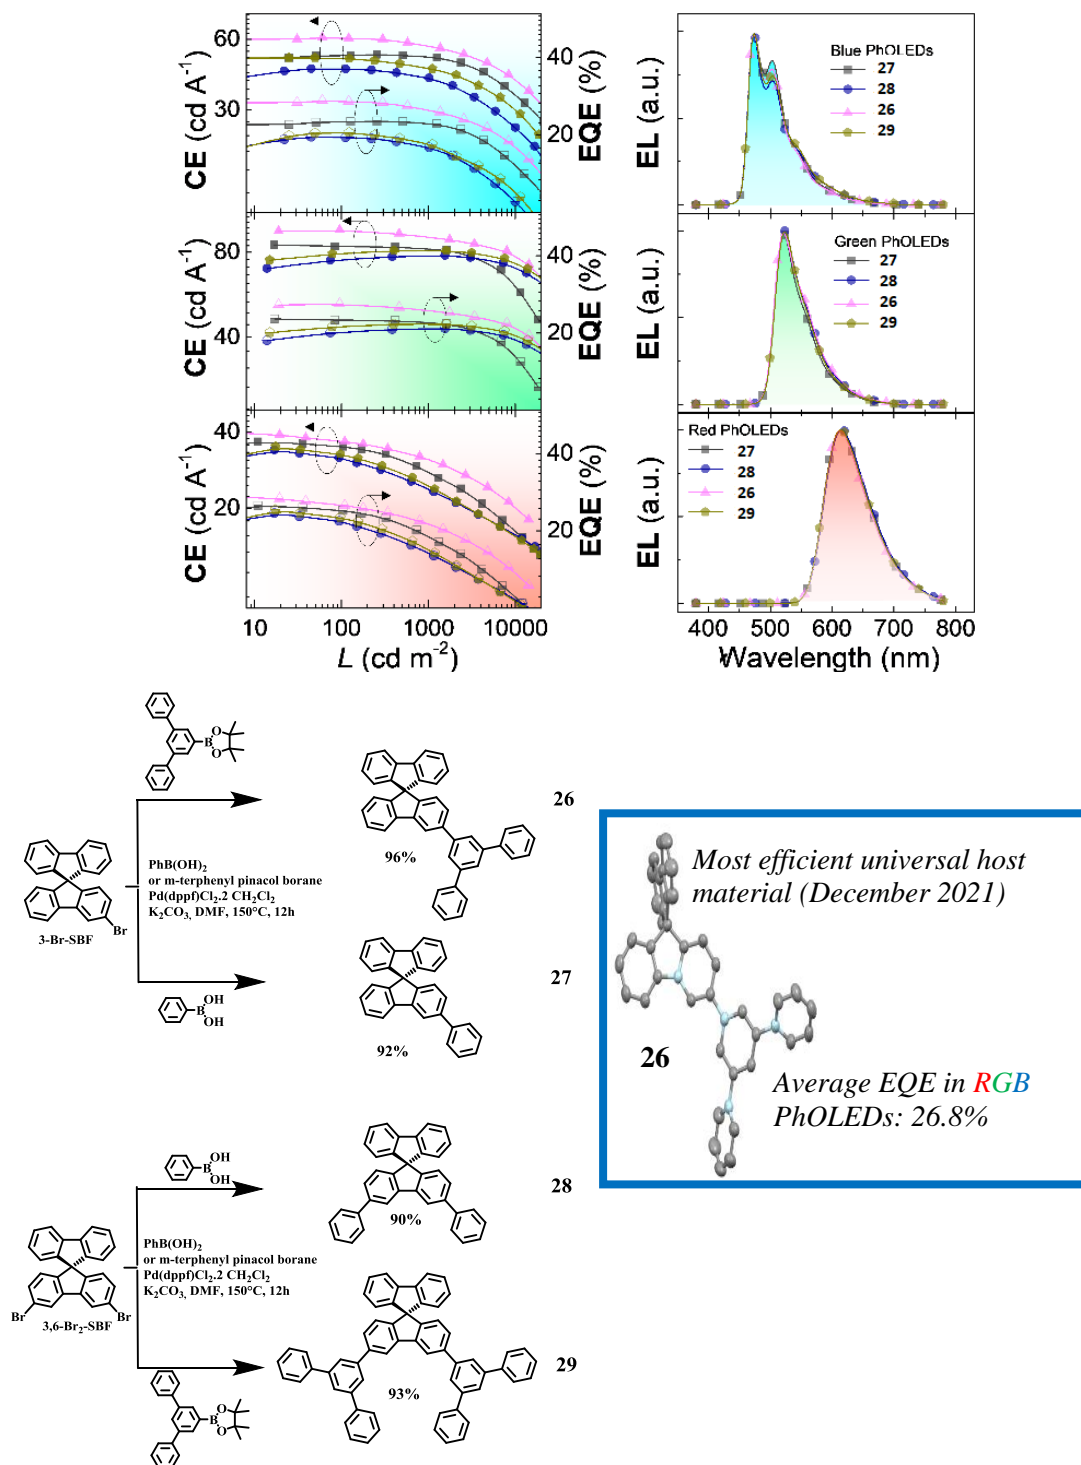 CE (cd A⁻¹)
60
30
40
20
EQE (%)
CE (cd A⁻¹)
80
40
40
20
EQE (%)
CE (cd A⁻¹)
40
20
40
20
EQE (%)
10 100 1000 10000
L (cd m⁻²)
EL (a.u.)
Blue PhOLEDs
27
28
26
29
EL (a.u.)
Green PhOLEDs
27
28
26
29
EL (a.u.)
Red PhOLEDs
27
28
26
29
400 500 600 700 800
Wavelength (nm)
B
O
O
26
96%
PhB(OH)₂
or m-terphenyl pinacol borane
Pd(dppf)Cl₂.2 CH₂Cl₂
K₂CO₃, DMF, 150°C, 12h
Br
3-Br-SBF
27
OH
B
OH
92%
Most efficient universal host
material (December 2021)
26
Average EQE in RGB
PhOLEDs: 26.8%
OH
B
OH
28
90%
PhB(OH)₂
or m-terphenyl pinacol borane
Pd(dppf)Cl₂.2 CH₂Cl₂
K₂CO₃, DMF, 150°C, 12h
Br Br
3,6-Br₂-SBF
29
93%
B
O
O